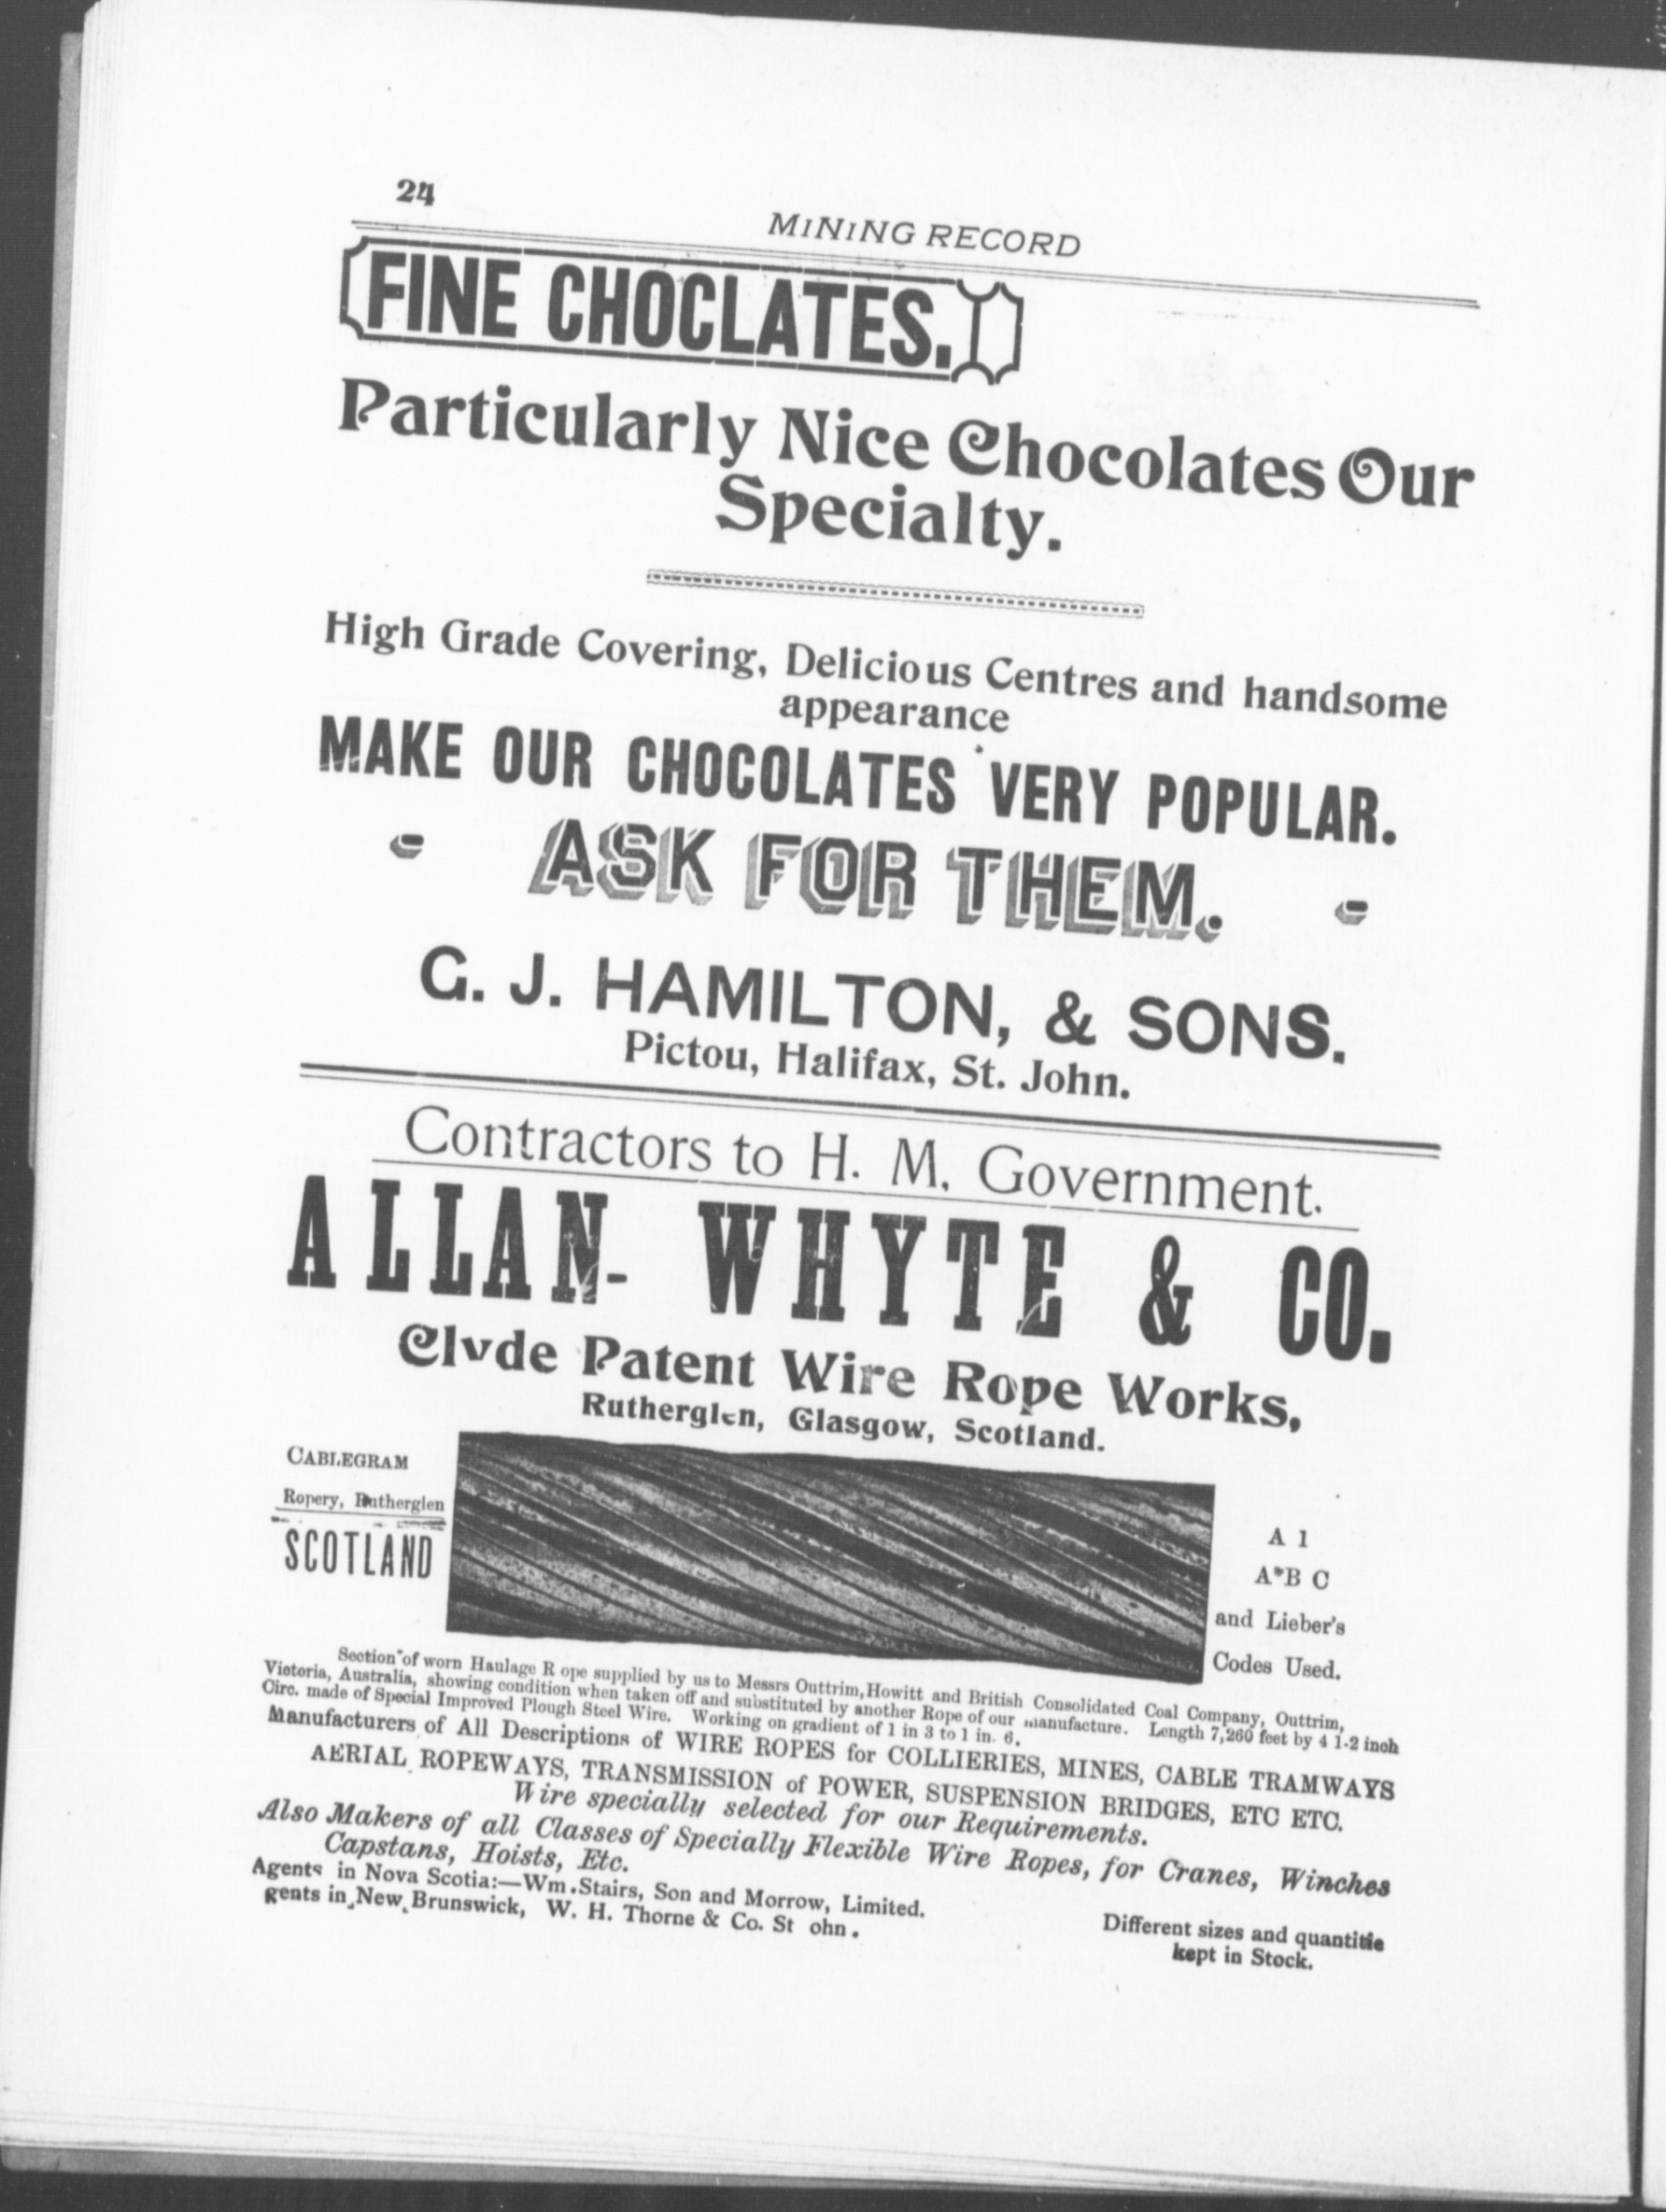 24
MINING RECORD
FINE CHOCLATES.
Particularly Nice Chocolates Our
Specialty.
High Grade Covering, Delicious Centres and handsome
appearance
MAKE OUR CHOCOLATES VERY POPULAR.
- ASK FOR THEM. -
G. J. HAMILTON, & SONS.
Pictou, Halifax, St. John.
Contractors to H. M. Government.
ALLAN- WHYTE & CO.
Clyde Patent Wire Rope Works,
Rutherglen, Glasgow, Scotland.
CABLEGRAM
Ropery, Rutherglen
SCOTLAND
A 1
A B C
and Lieber's
Codes Used.
Section of worn Haulage R ope supplied by us to Messrs Outtrim, Howitt and British Consolidated Coal Company, Outtrim,
Victoria, Australia, showing condition when taken off and substituted by another Rope of our manufacture. Length 7,260 feet by 4 1-2 inch
Circ. made of Special Improved Plough Steel Wire. Working on gradient of 1 in 3 to 1 in. 6.
Manufacturers of All Descriptions of WIRE ROPES for COLLIERIES, MINES, CABLE TRAMWAYS
AERIAL ROPEWAYS, TRANSMISSION of POWER, SUSPENSION BRIDGES, ETC ETC.
Wire specially selected for our Requirements.
Also Makers of all Classes of Specially Flexible Wire Ropes, for Cranes, Winches
Capstans, Hoists, Etc.
Agents in Nova Scotia:—Wm. Stairs, Son and Morrow, Limited.
gents in New Brunswick, W. H. Thorne & Co. St ohn.
Different sizes and quantitie
kept in Stock.